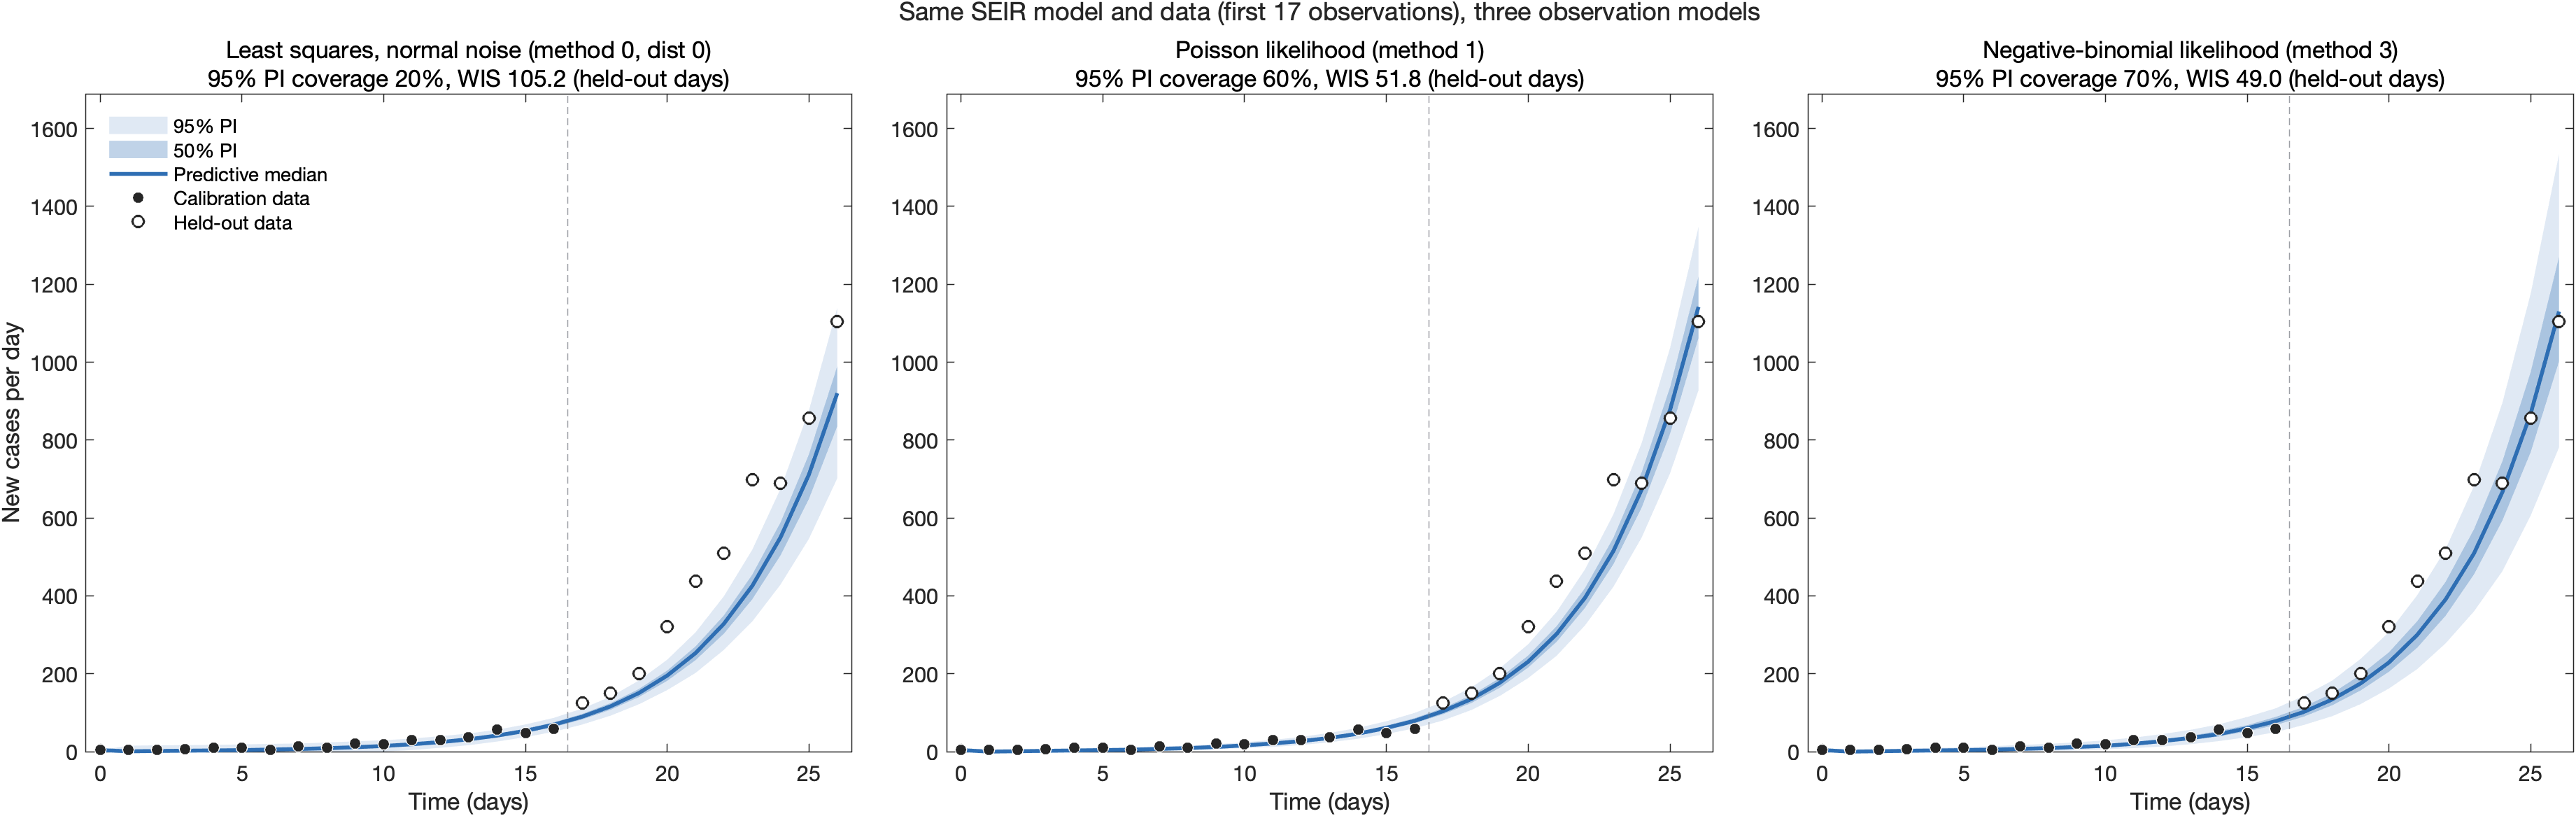 Same SEIR model and data (first 17 observations), three observation models
Least squares, normal noise (method 0, dist 0)
95% PI coverage 20%, WIS 105.2 (held-out days)
1600
1400
1200
1000
800
600
400
200
0
New cases per day
95% PI
50% PI
Predictive median
Calibration data
Held-out data
0 5 10 15 20 25
Time (days)
Poisson likelihood (method 1)
95% PI coverage 60%, WIS 51.8 (held-out days)
1600
1400
1200
1000
800
600
400
200
0
0 5 10 15 20 25
Time (days)
Negative-binomial likelihood (method 3)
95% PI coverage 70%, WIS 49.0 (held-out days)
1600
1400
1200
1000
800
600
400
200
0
0 5 10 15 20 25
Time (days)